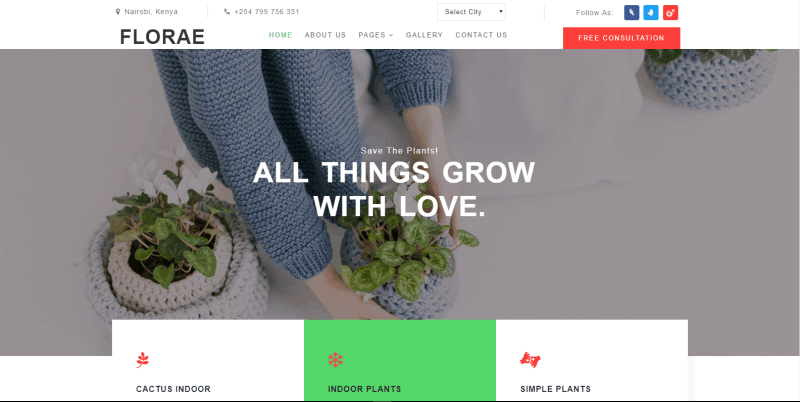 Nairobi, Kenya
+254 799 756 331
Select City
Follow As:
FLORAE
HOME ABOUT US PAGES GALLERY CONTACT US
FREE CONSULTATION
Save The Plants!
ALL THINGS GROW
WITH LOVE.
CACTUS INDOOR
INDOOR PLANTS
SIMPLE PLANTS